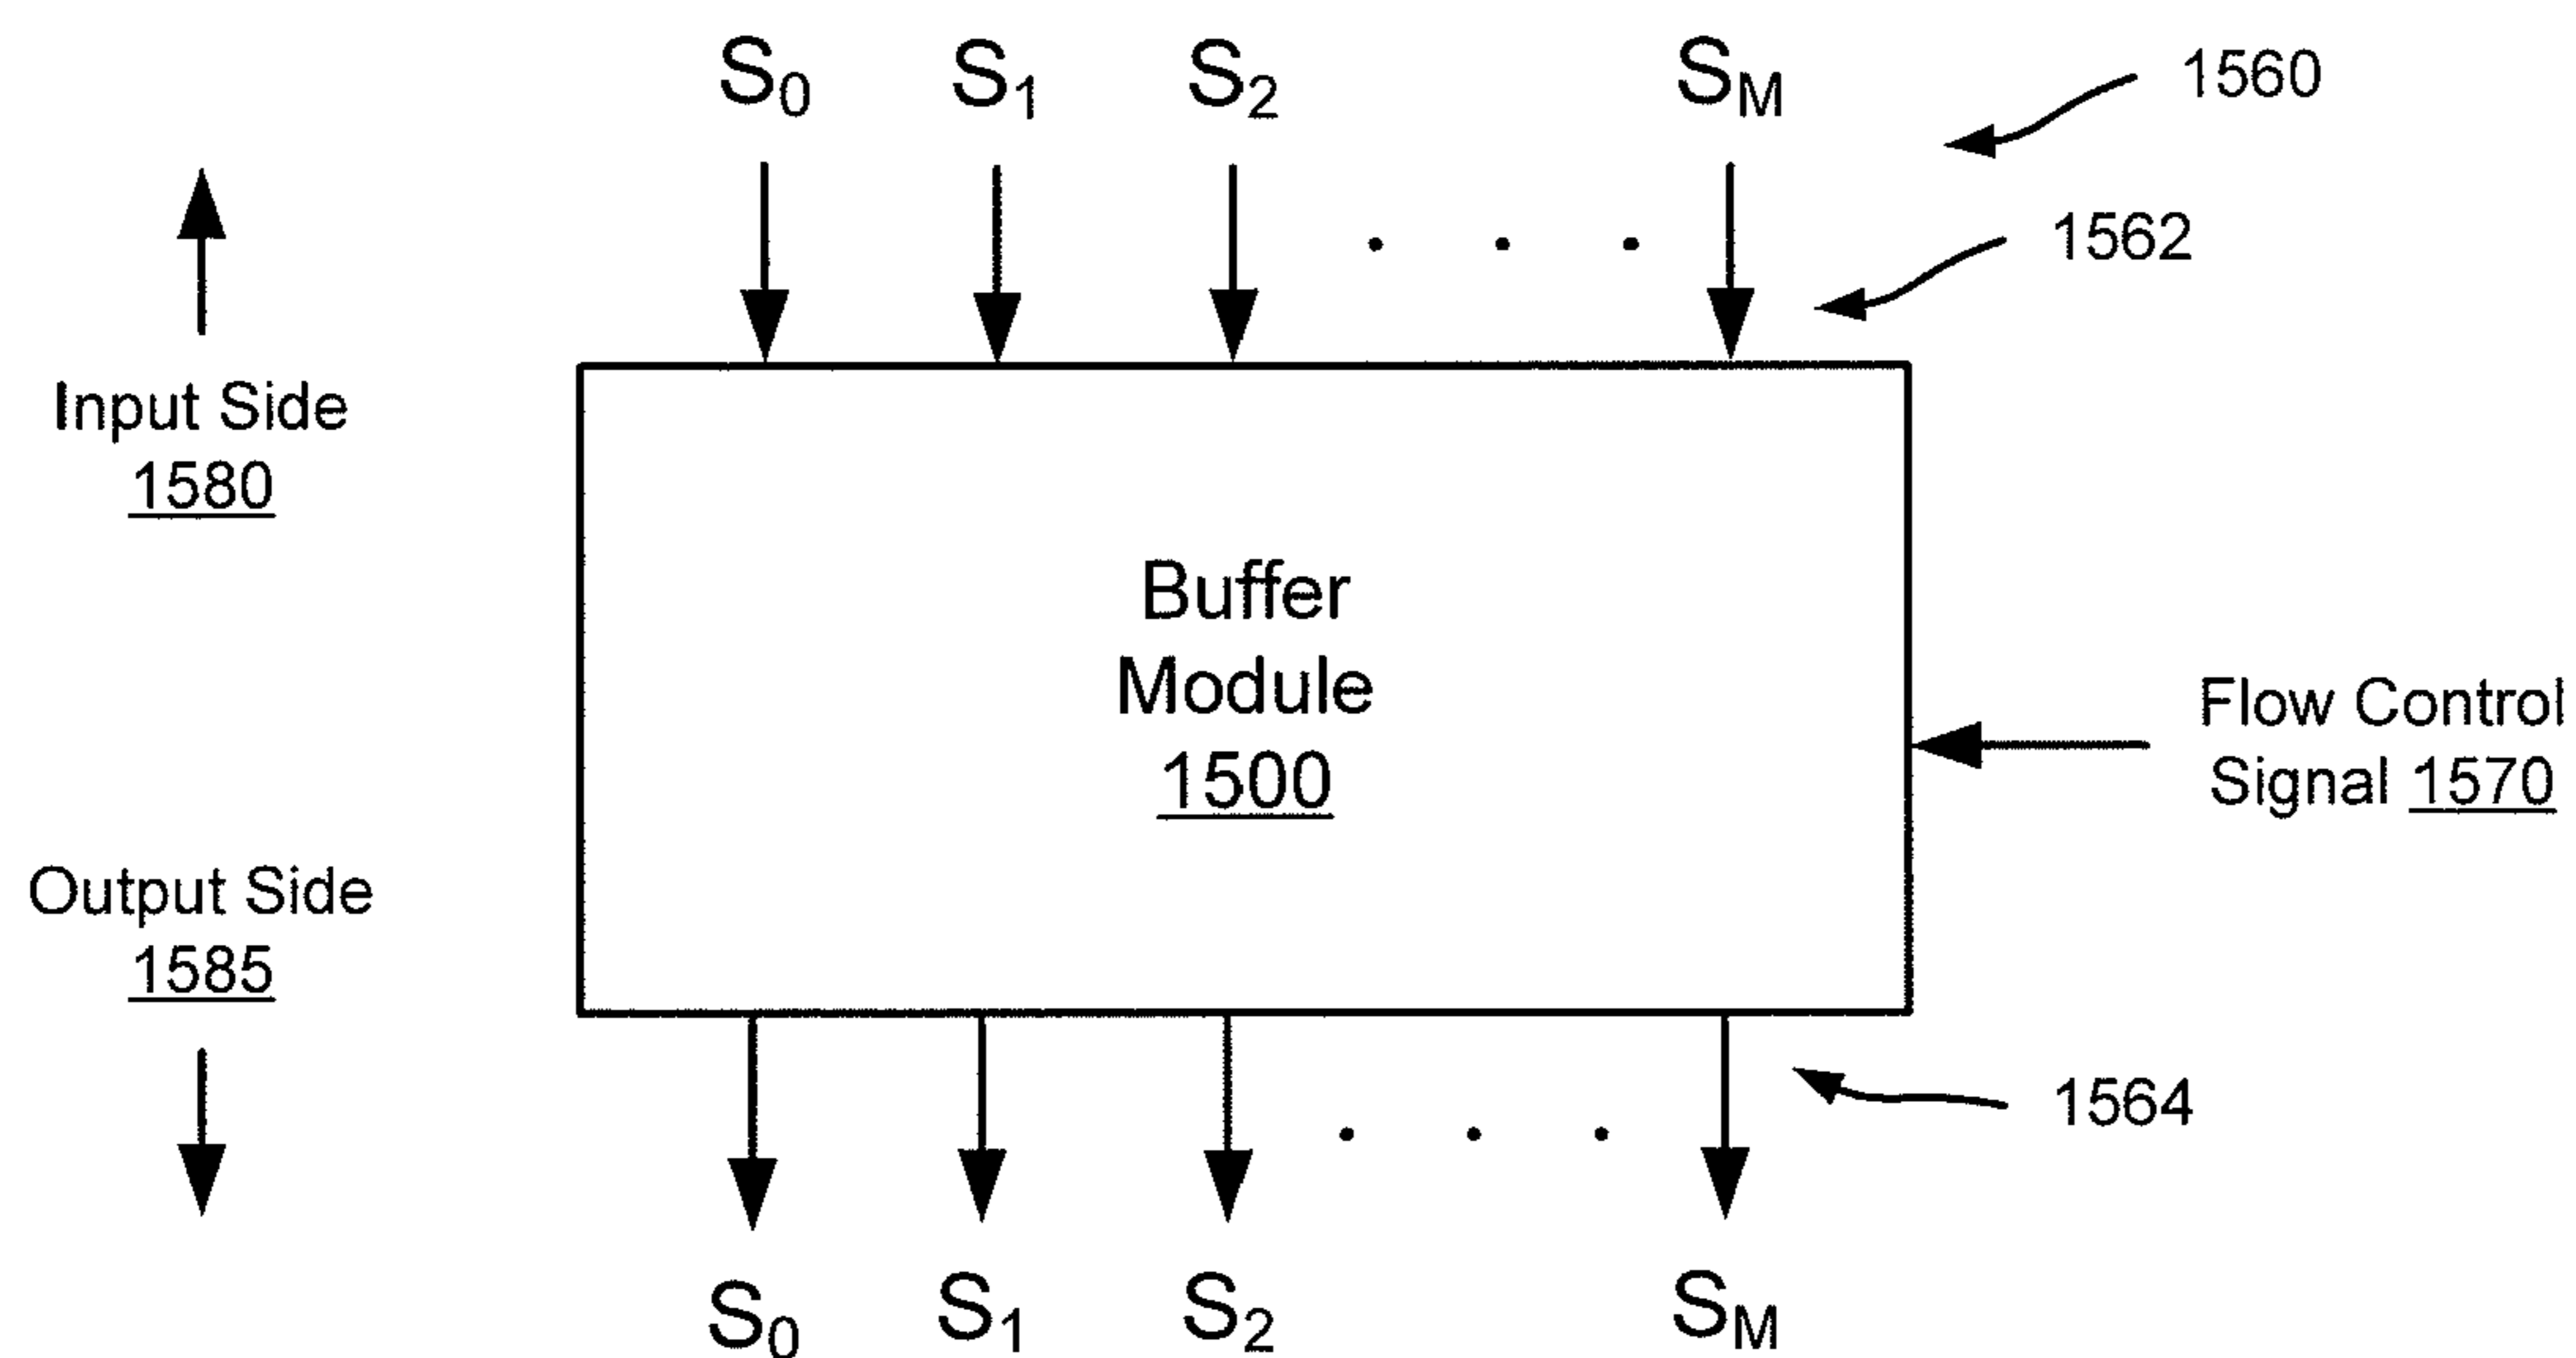 S0 S1 S2 . . . SM
1560
1562
Input Side
1580
Buffer
Module
1500
Flow Control
Signal 1570
Output Side
1585
1564
S0 S1 S2 . . . SM